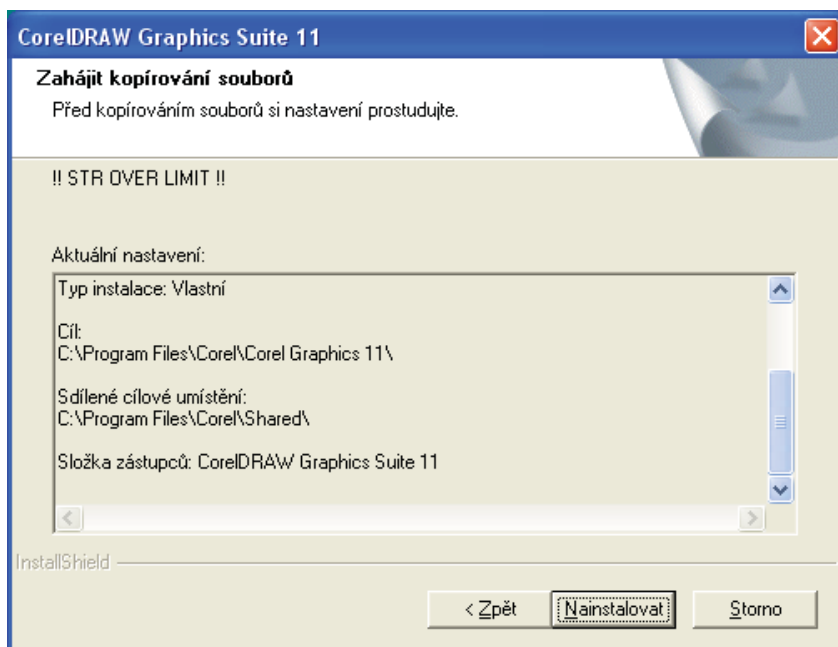 CorelDRAW Graphics Suite 11
Zahájit kopírování souborů
Před kopírováním souborů si nastavení prostudujte.
!! STR OVER LIMIT !!
Aktuální nastavení:
Typ instalace: Vlastní
Cíl:
C:\Program Files\Corel\Corel Graphics 11\
Sdílené cílové umístění:
C:\Program Files\Corel\Shared\
Složka zástupců: CorelDRAW Graphics Suite 11
InstallShield
< Zpět Nainstalovat Storno